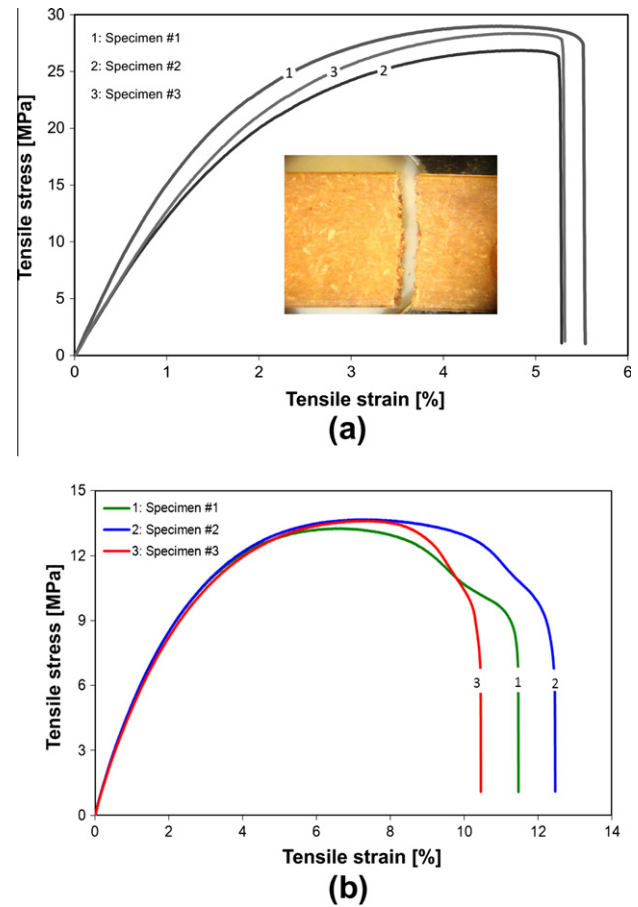 30
25
20
15
10
5
0
Tensile stress [MPa]
1: Specimen #1
2: Specimen #2
3: Specimen #3
1
3
2
0 1 2 3 4 5 6
Tensile strain [%]
(a)
15
12
9
6
3
0
Tensile stress [MPa]
1: Specimen #1
2: Specimen #2
3: Specimen #3
3 1 2
0 2 4 6 8 10 12 14
Tensile strain [%]
(b)